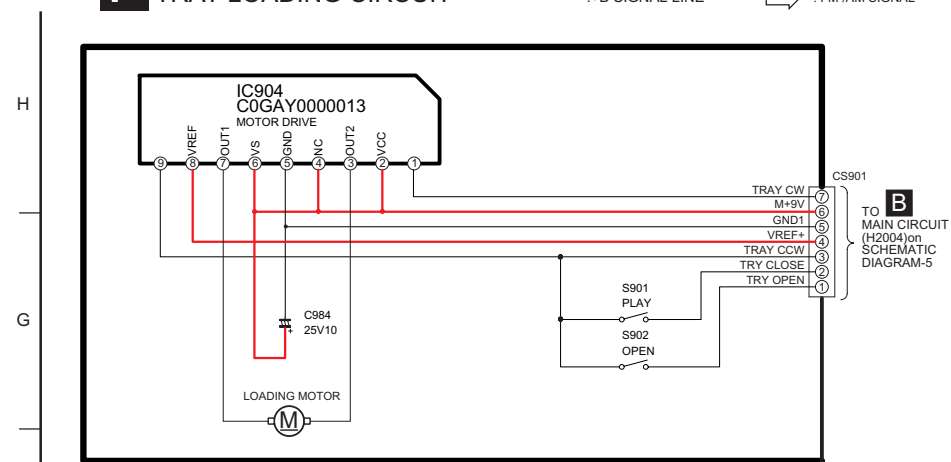 TRAY LOADING CIRCUIT
: +B SIGNAL LINE
: FM /AM SIGNAL
H
IC904
C0GAY0000013
MOTOR DRIVE
VREF
OUT1
VS
GND
NC
OUT2
VCC
9
8
7
6
5
4
3
2
1
CS901
TRAY CW
7
M+9V
6
GND1
5
VREF+
4
TRAY CCW
3
TRY CLOSE
2
TRY OPEN
1
TO B
MAIN CIRCUIT
(H2004)on
SCHEMATIC
DIAGRAM-5
G
C984
25V10
+
S901
PLAY
S902
OPEN
LOADING MOTOR
M